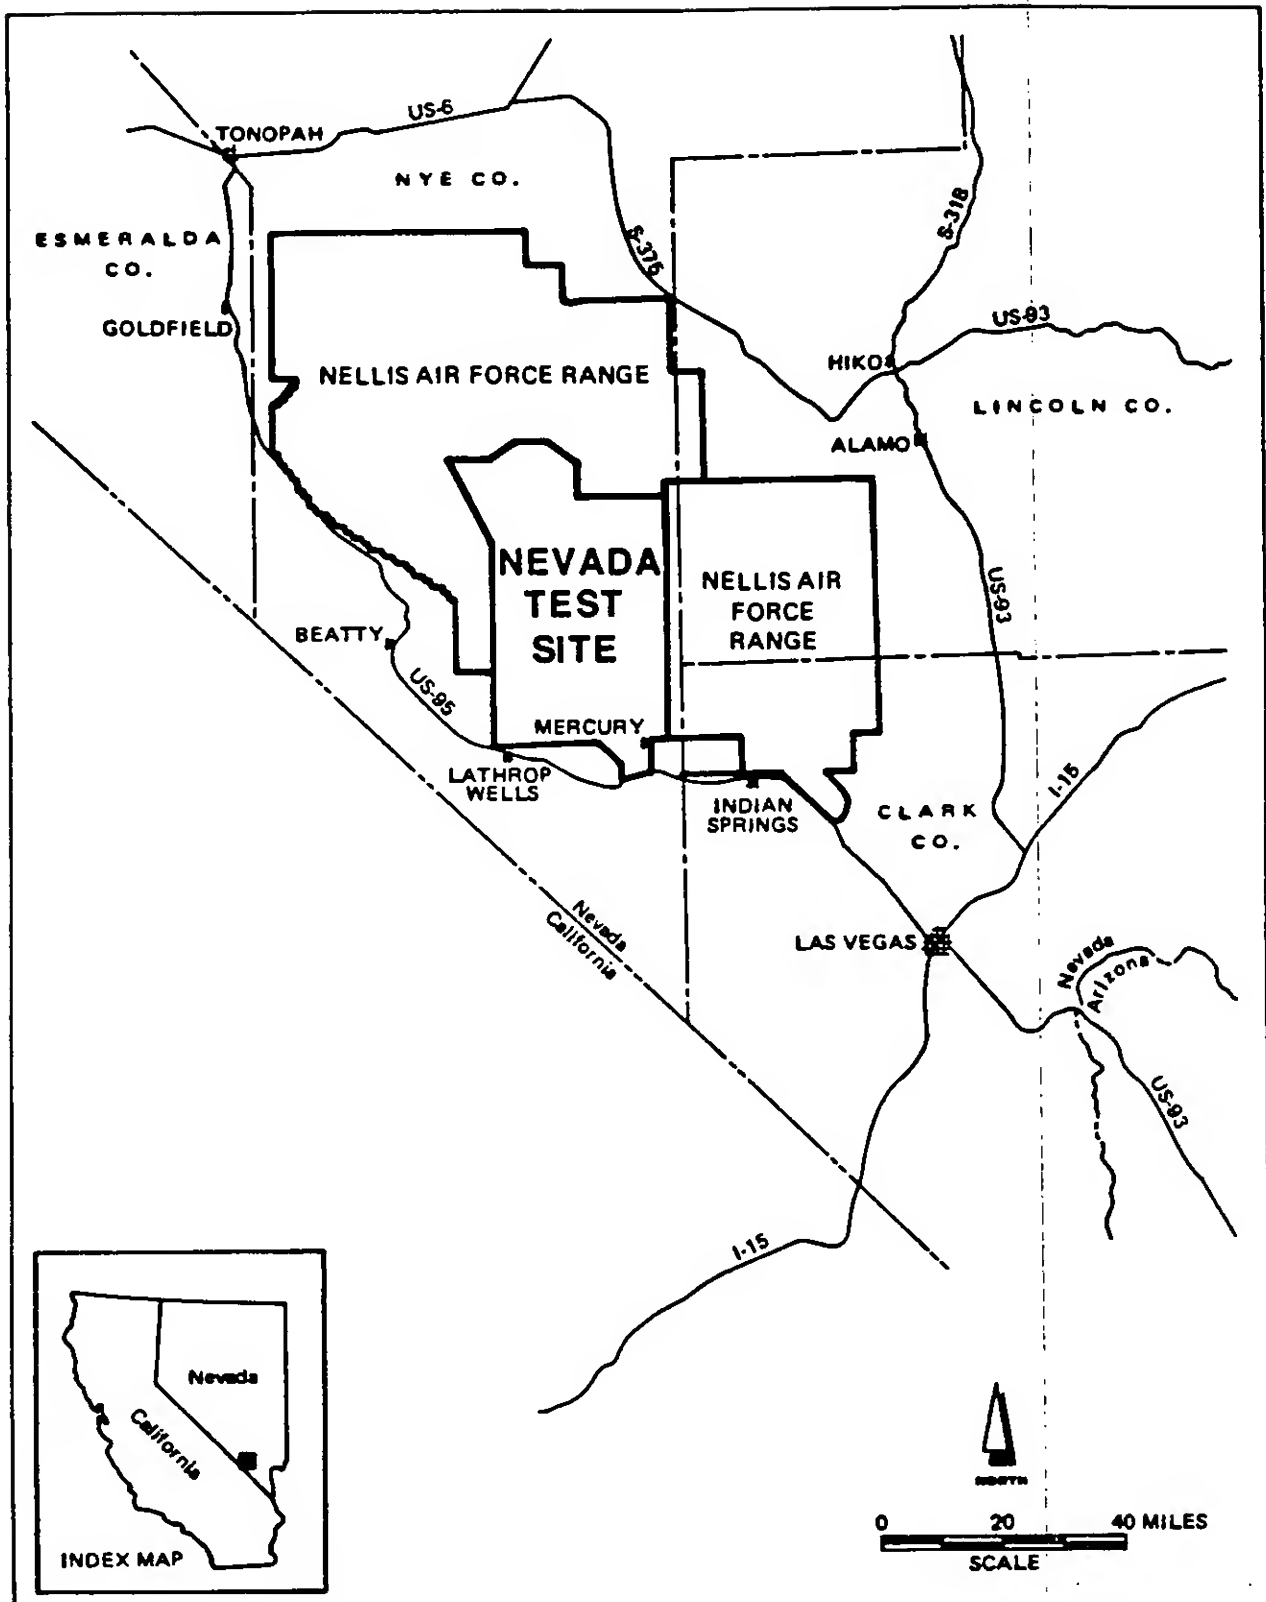 US-6
TONOPAH
NYE CO.
S-318
ESMERALDA
CO.
S-375
GOLDFIELD
US-93
HIKO
NELLIS AIR FORCE RANGE
LINCOLN CO.
ALAMO
NEVADA
TEST
SITE
NELLIS AIR
FORCE
RANGE
US-93
BEATTY
US-95
MERCURY
LATHROP
WELLS
INDIAN
SPRINGS
I-15
CLARK
CO.
Nevada
California
LAS VEGAS
Nevada
Arizona
US-93
I-15
Nevada
California
INDEX MAP
NORTH
0 20 40 MILES
SCALE